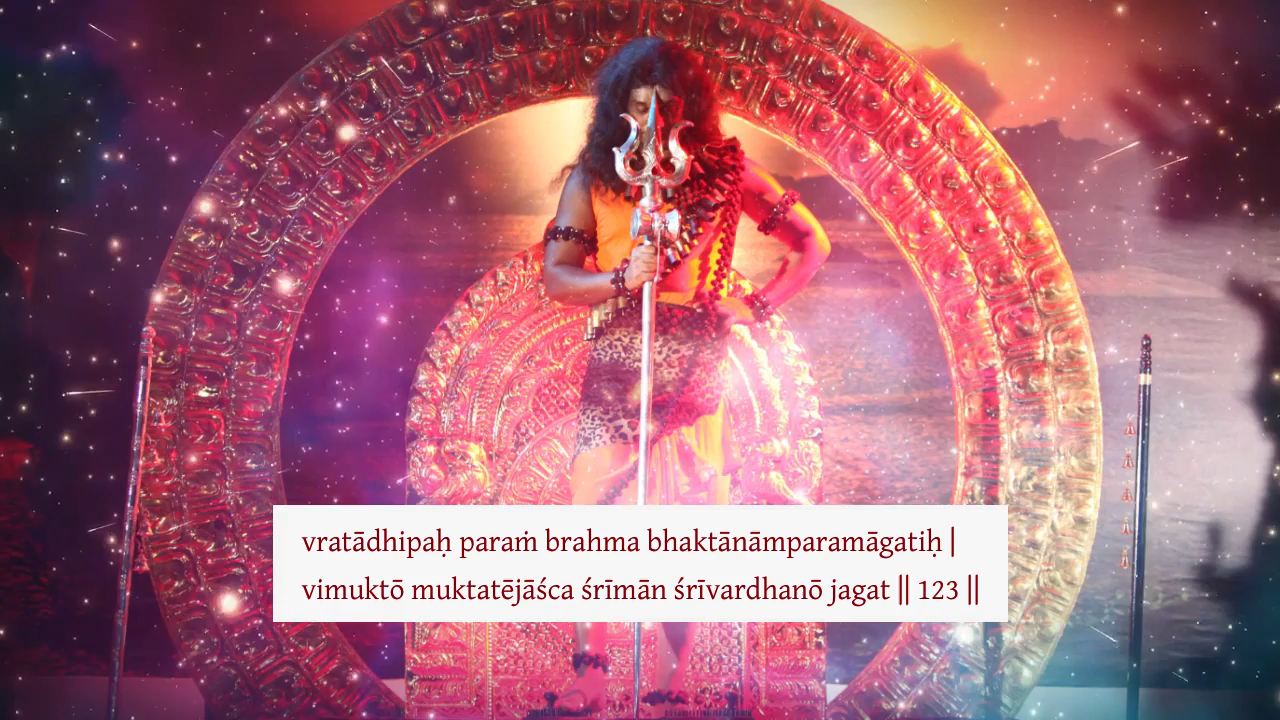 vratādhipaḥ paraṁ brahma bhaktānāmparamāgatiḥ |
vimuktō muktatējāśca śrīmān śrīvardhanō jagat || 123 ||